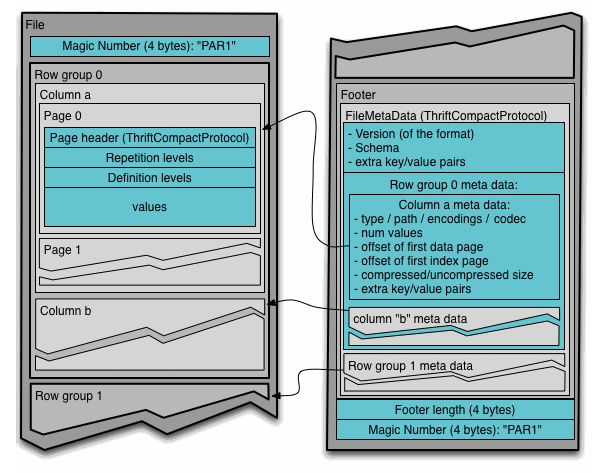 File
Magic Number (4 bytes): "PAR1"
Row group 0
Column a
Page 0
Page header (ThriftCompactProtocol)
Repetition levels
Definition levels
values
Page 1
Column b
Row group 1
Footer
FileMetaData (ThriftCompactProtocol)
- Version (of the format)
- Schema
- extra key/value pairs
Row group 0 meta data:
Column a meta data:
- type / path / encodings / codec
- num values
- offset of first data page
- offset of first index page
- compressed/uncompressed size
- extra key/value pairs
column "b" meta data
Row group 1 meta data
Footer length (4 bytes)
Magic Number (4 bytes): "PAR1"